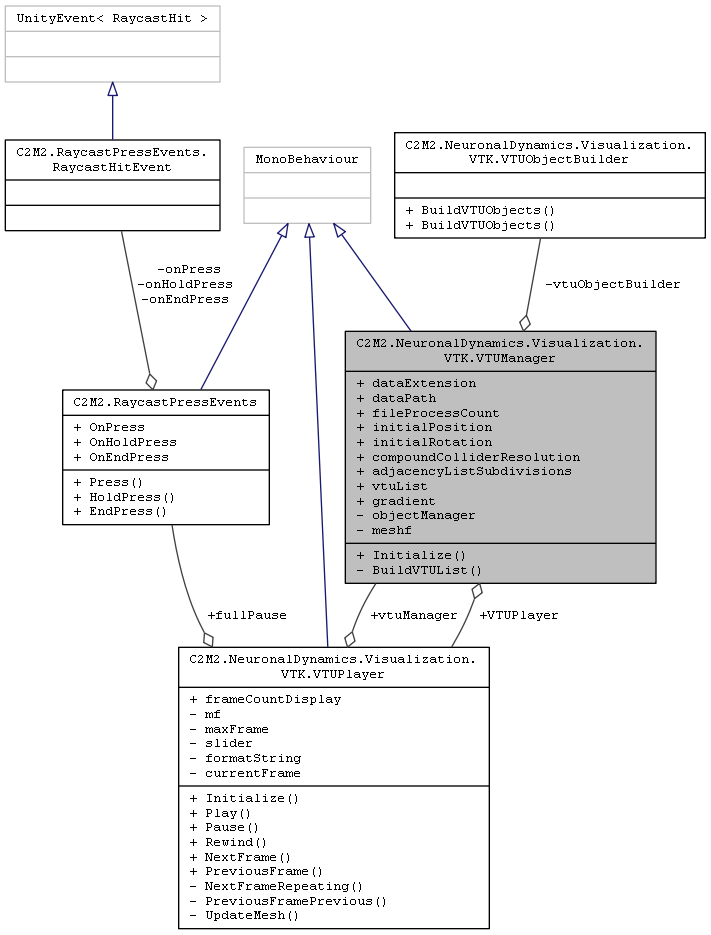 UnityEvent< RaycastHit >
C2M2.RaycastPressEvents.
RaycastHitEvent
MonoBehaviour
C2M2.NeuronalDynamics.Visualization.
VTK.VTUObjectBuilder
+ BuildVTUObjects()
+ BuildVTUObjects()
-onPress
-onHoldPress
-onEndPress
-vtuObjectBuilder
C2M2.RaycastPressEvents
+ OnPress
+ OnHoldPress
+ OnEndPress
+ Press()
+ HoldPress()
+ EndPress()
C2M2.NeuronalDynamics.Visualization.
VTK.VTUManager
+ dataExtension
+ dataPath
+ fileProcessCount
+ initialPosition
+ initialRotation
+ compoundColliderResolution
+ adjacencyListSubdivisions
+ vtuList
+ gradient
- objectManager
- meshf
+ Initialize()
- BuildVTUList()
+fullPause
+vtuManager
+VTUPlayer
C2M2.NeuronalDynamics.Visualization.
VTK.VTUPlayer
+ frameCountDisplay
- mf
- maxFrame
- slider
- formatString
- currentFrame
+ Initialize()
+ Play()
+ Pause()
+ Rewind()
+ NextFrame()
+ PreviousFrame()
- NextFrameRepeating()
- PreviousFramePrevious()
- UpdateMesh()